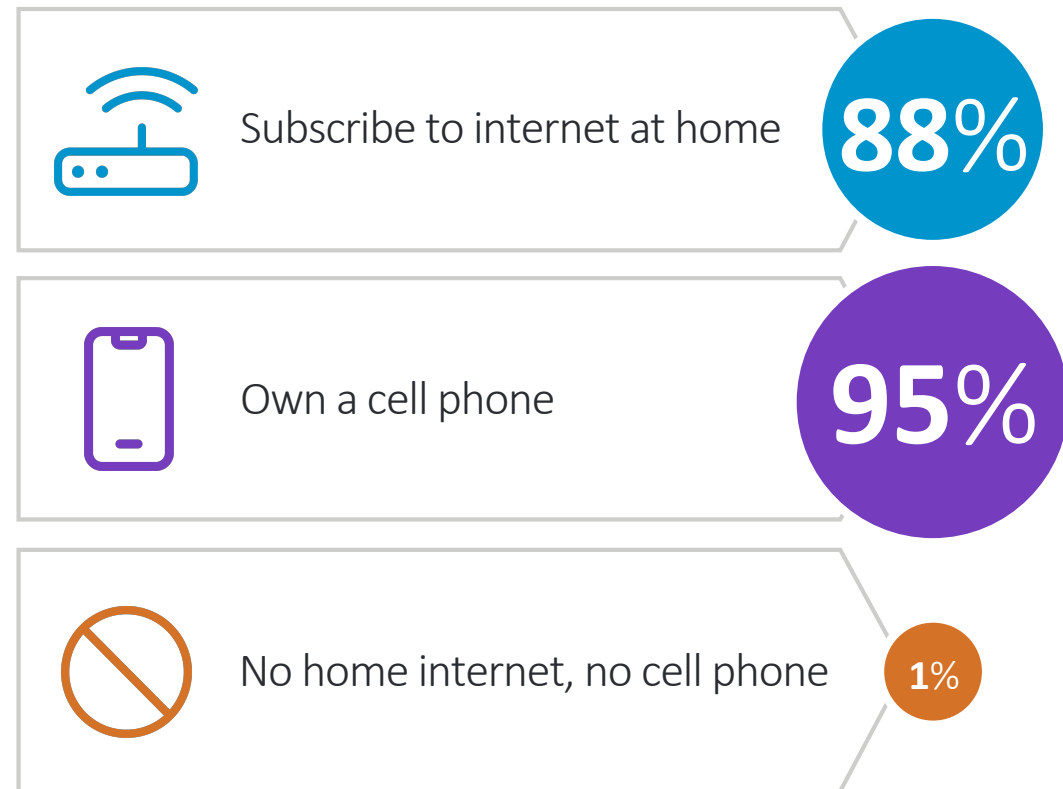 Subscribe to internet at home
88%
Own a cell phone
95%
No home internet, no cell phone
1%